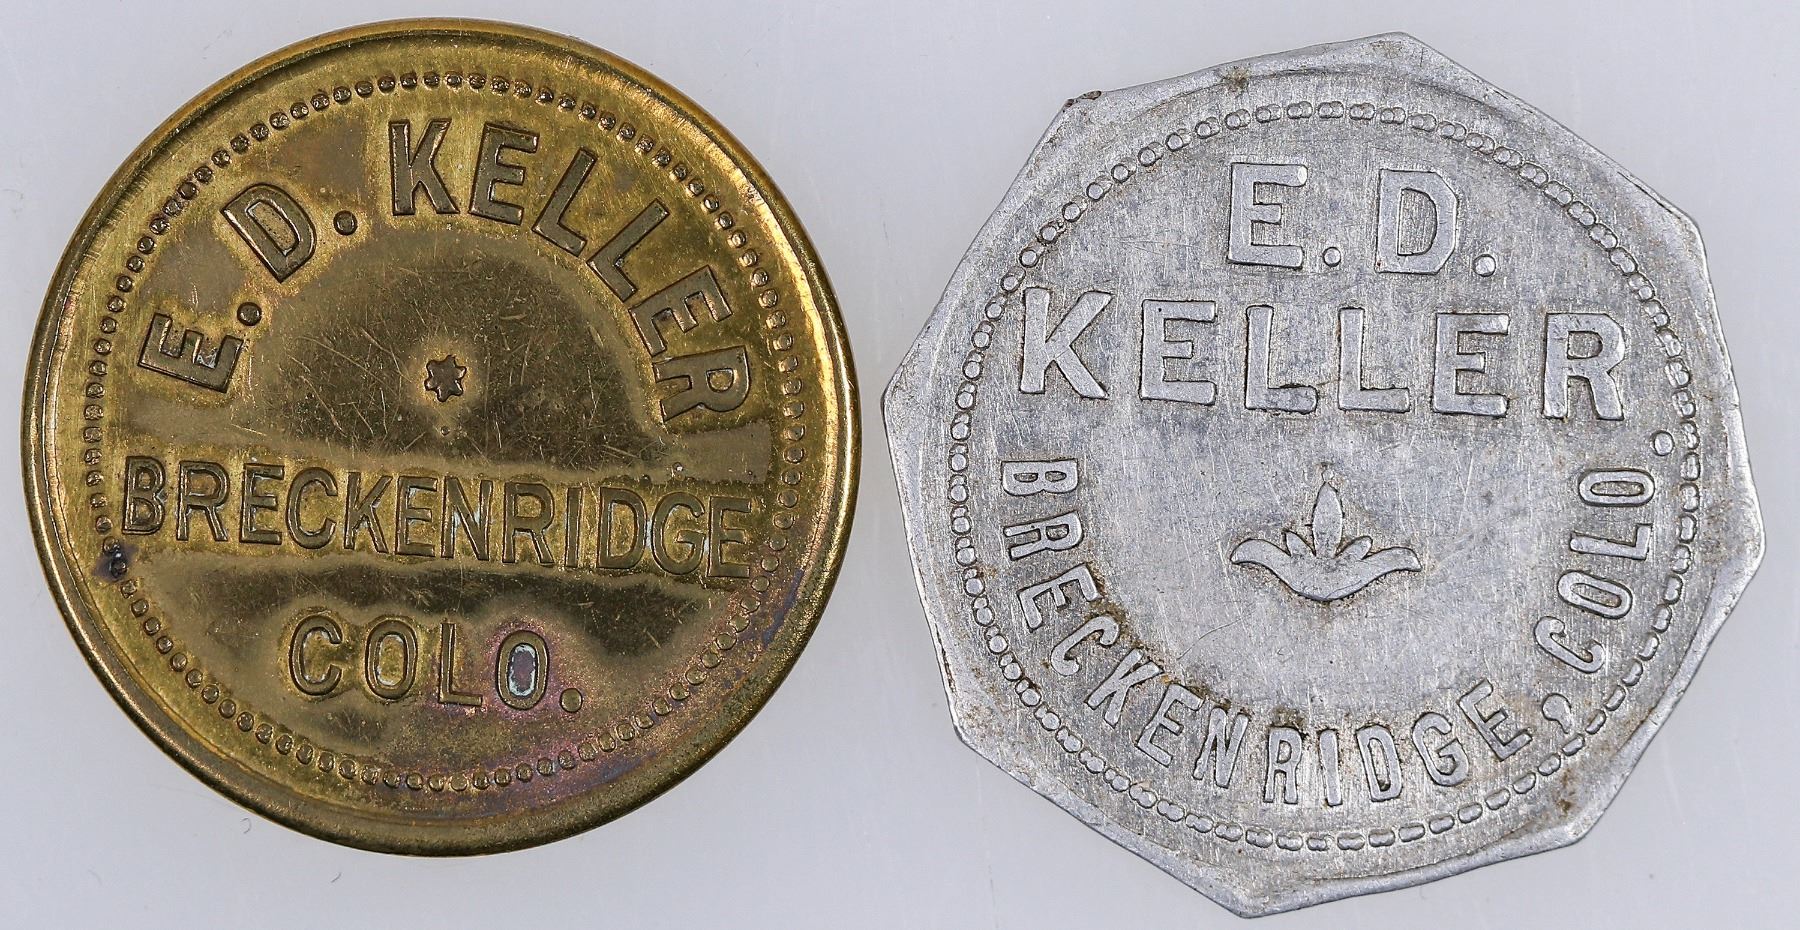 E.D. KELLER
BRECKENRIDGE
COLO.
E.D.
KELLER
BRECKENRIDGE, COLO.